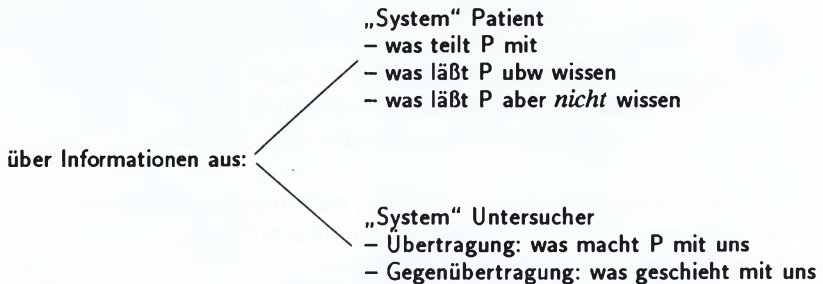 „System“ Patient
– was teilt P mit
– was läßt P ubw wissen
– was läßt P aber nicht wissen
über Informationen aus:
„System“ Untersucher
– Übertragung: was macht P mit uns
– Gegenübertragung: was geschieht mit uns